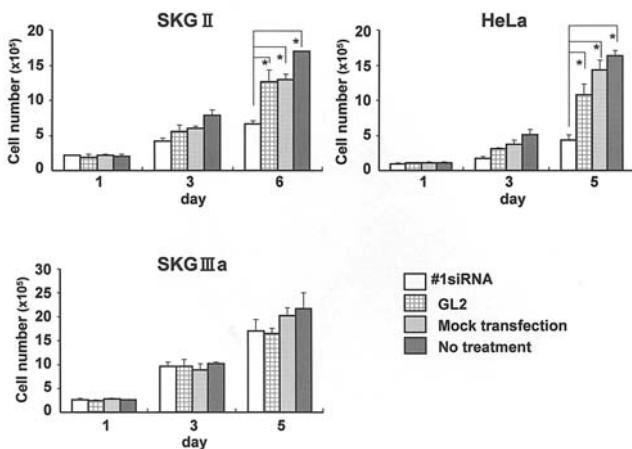 SKG Ⅱ
Cell number (x10⁵)
20
15
10
5
0
* * *
1 3 6
day
HeLa
Cell number (x10⁵)
20
15
10
5
0
* * *
1 3 5
day
SKGⅢa
Cell number (x10⁵)
30
25
20
15
10
5
0
1 3 5
day
#1siRNA
GL2
Mock transfection
No treatment